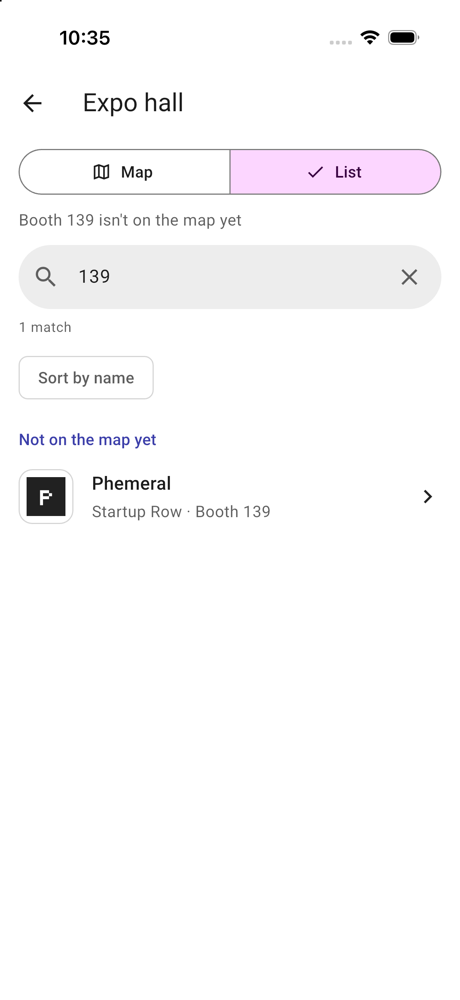 10:35
Expo hall
Map
List
Booth 139 isn't on the map yet
139
1 match
Sort by name
Not on the map yet
P
Phemeral
Startup Row · Booth 139